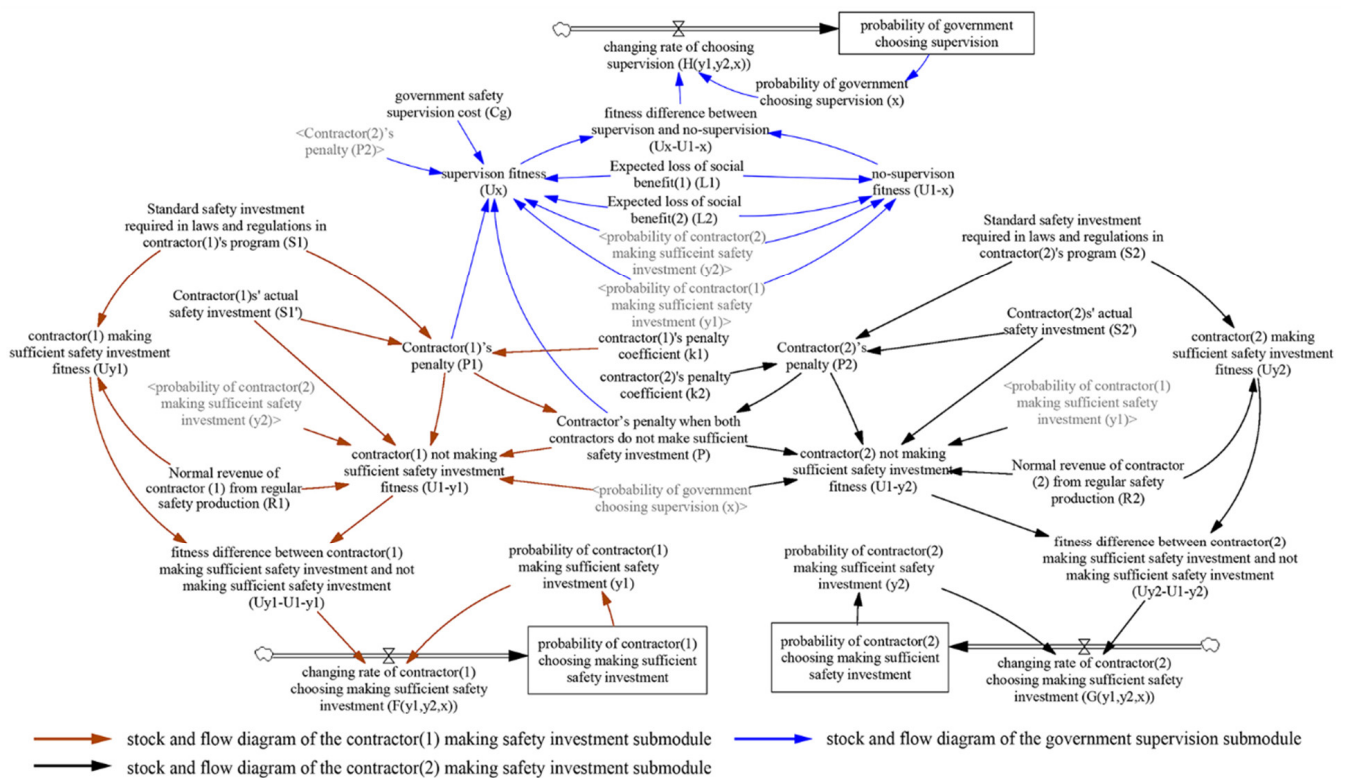 probability of government
choosing supervision
changing rate of choosing
supervision (H(y1,y2,x))
probability of government
choosing supervision (x)
government safety
supervision cost (Cg)
fitness difference between
supervison and no-supervision
(Ux-U1-x)
<Contractor(2)'s
penalty (P2)>
supervison fitness
(Ux)
Expected loss of social
benefit(1) (L1)
no-supervison
fitness (U1-x)
Expected loss of social
benefit(2) (L2)
Standard safety investment
required in laws and regulations in
contractor(1)'s program (S1)
<probability of contractor(2)
making sufficeint safety
investment (y2)>
Standard safety investment
required in laws and regulations in
contractor(2)'s program (S2)
<probability of contractor(1)
making sufficient safety
investment (y1)>
Contractor(1)s' actual
safety investment (S1')
Contractor(2)s' actual
safety investment (S2')
contractor(1) making
sufficient safety investment
fitness (Uy1)
Contractor(1)'s
penalty (P1)
contractor(1)'s penalty
coefficient (k1)
Contractor(2)'s
penalty (P2)
contractor(2) making
sufficient safety investment
fitness (Uy2)
contractor(2)'s penalty
coefficient (k2)
<probability of contractor(2)
making sufficeint safety
investment (y2)>
<probability of contractor(1)
making sufficient safety
investment (y1)>
Contractor's penalty when both
contractors do not make sufficient
safety investment (P)
contractor(1) not making
sufficient safety investment
fitness (U1-y1)
contractor(2) not making
sufficient safety investment
fitness (U1-y2)
Normal revenue of
contractor (1) from regular
safety production (R1)
Normal revenue of contractor
(2) from regular safety
production (R2)
<probability of government
choosing supervision (x)>
fitness difference between contractor(1)
making sufficient safety investment and not
making sufficient safety investment
(Uy1-U1-y1)
probability of contractor(1)
making sufficient safety
investment (y1)
probability of contractor(2)
making sufficeint safety
investment (y2)
fitness difference between contractor(2)
making sufficient safety investment and not
making sufficient safety investment
(Uy2-U1-y2)
probability of contractor(1)
choosing making sufficient
safety investment
probability of contractor(2)
choosing making sufficient
safety investment
changing rate of contractor(1)
choosing making sufficient safety
investment (F(y1,y2,x))
changing rate of contractor(2)
choosing making sufficient safety
investment (G(y1,y2,x))
stock and flow diagram of the contractor(1) making safety investment submodule
stock and flow diagram of the government supervision submodule
stock and flow diagram of the contractor(2) making safety investment submodule